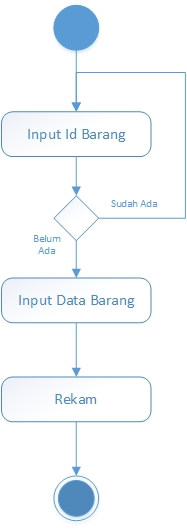 Input Id Barang
Sudah Ada
Belum
Ada
Input Data Barang
Rekam